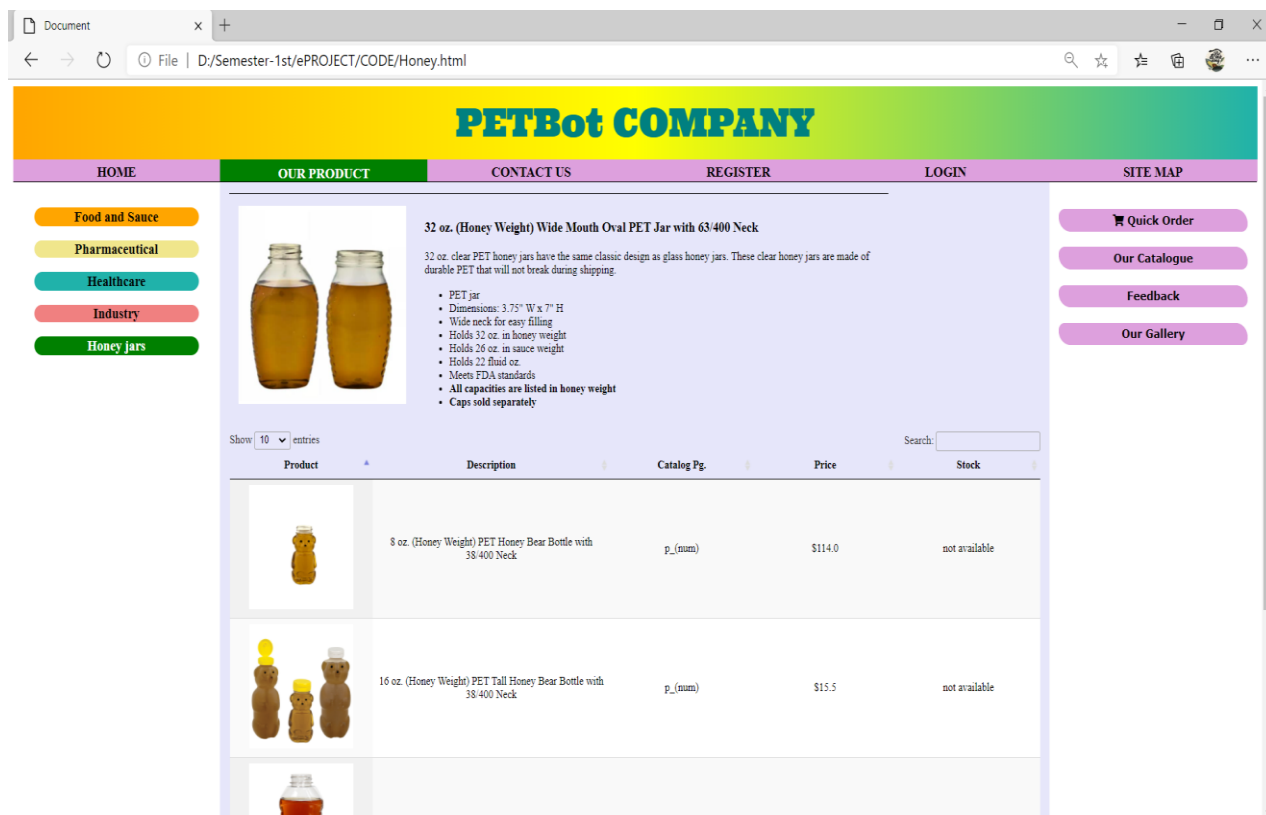 Document
File | D:/Semester-1st/ePROJECT/CODE/Honey.html
PETBot COMPANY
HOME OUR PRODUCT CONTACT US REGISTER LOGIN SITE MAP
Food and Sauce
Pharmaceutical
Healthcare
Industry
Honey jars
32 oz. (Honey Weight) Wide Mouth Oval PET Jar with 63/400 Neck
32 oz. clear PET honey jars have the same classic design as glass honey jars. These clear honey jars are made of
durable PET that will not break during shipping.
• PET jar
• Dimensions: 3.75" W x 7" H
• Wide neck for easy filling
• Holds 32 oz. in honey weight
• Holds 26 oz. in sauce weight
• Holds 22 fluid oz.
• Meets FDA standards
• All capacities are listed in honey weight
• Caps sold separately
Quick Order
Our Catalogue
Feedback
Our Gallery
Show 10 entries Search:
Product Description Catalog Pg. Price Stock
8 oz. (Honey Weight) PET Honey Bear Bottle with
38/400 Neck
p_(num) $114.0 not available
16 oz. (Honey Weight) PET Tall Honey Bear Bottle with
38/400 Neck
p_(num) $15.5 not available